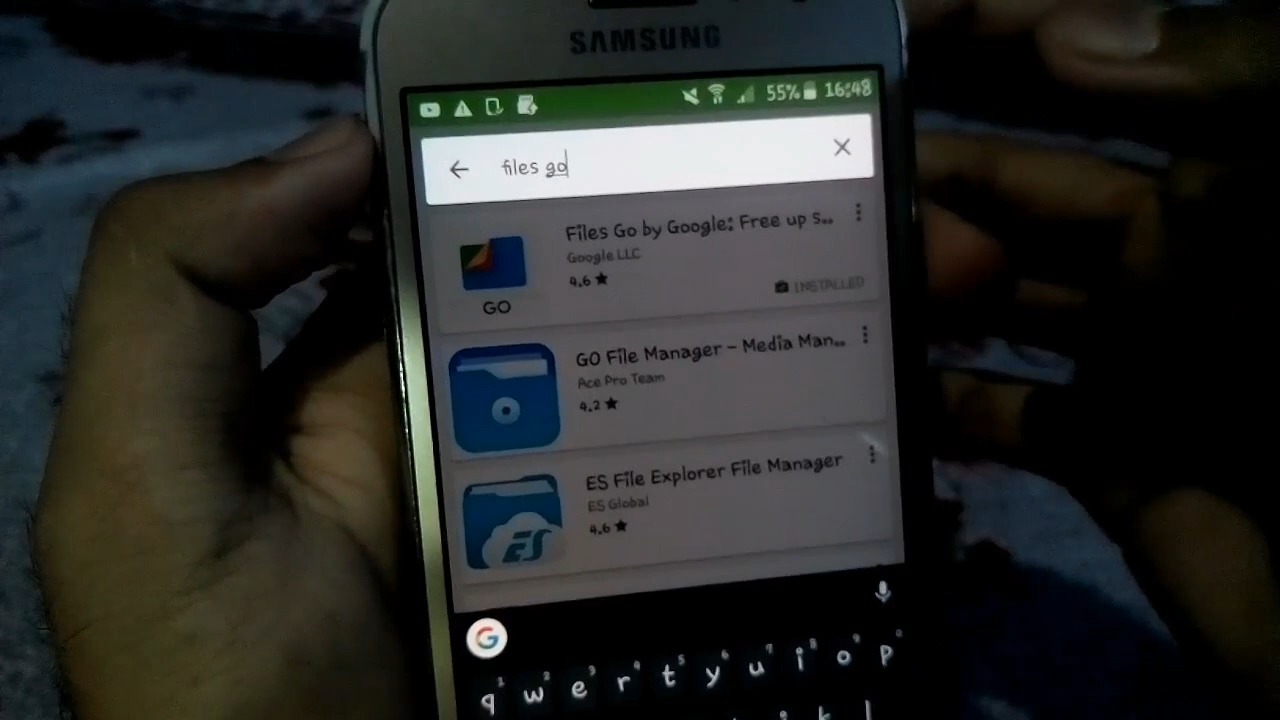 SAMSUNG
55% 16:48
files go
Files Go by Google: Free up s..
Google LLC
4.6 ★
INSTALLED
GO
GO File Manager - Media Man..
Ace Pro Team
4.2 ★
ES File Explorer File Manager
ES Global
4.6 ★
ES
G
q w e r t y u i o p